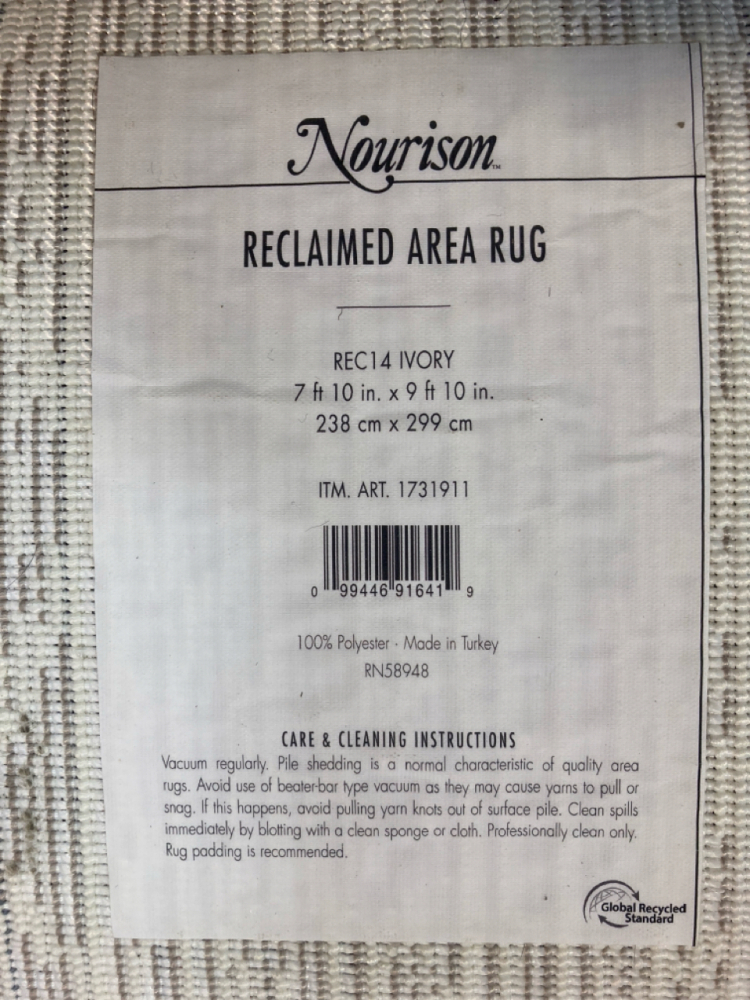 Nourison™
RECLAIMED AREA RUG
REC14 IVORY
7 ft 10 in. x 9 ft 10 in.
238 cm x 299 cm
ITM. ART. 1731911
0 99446 91641 9
100% Polyester · Made in Turkey
RN58948
CARE & CLEANING INSTRUCTIONS
Vacuum regularly. Pile shedding is a normal characteristic of quality area
rugs. Avoid use of beater-bar type vacuum as they may cause yarns to pull or
snag. If this happens, avoid pulling yarn knots out of surface pile. Clean spills
immediately by blotting with a clean sponge or cloth. Professionally clean only.
Rug padding is recommended.
Global Recycled
Standard